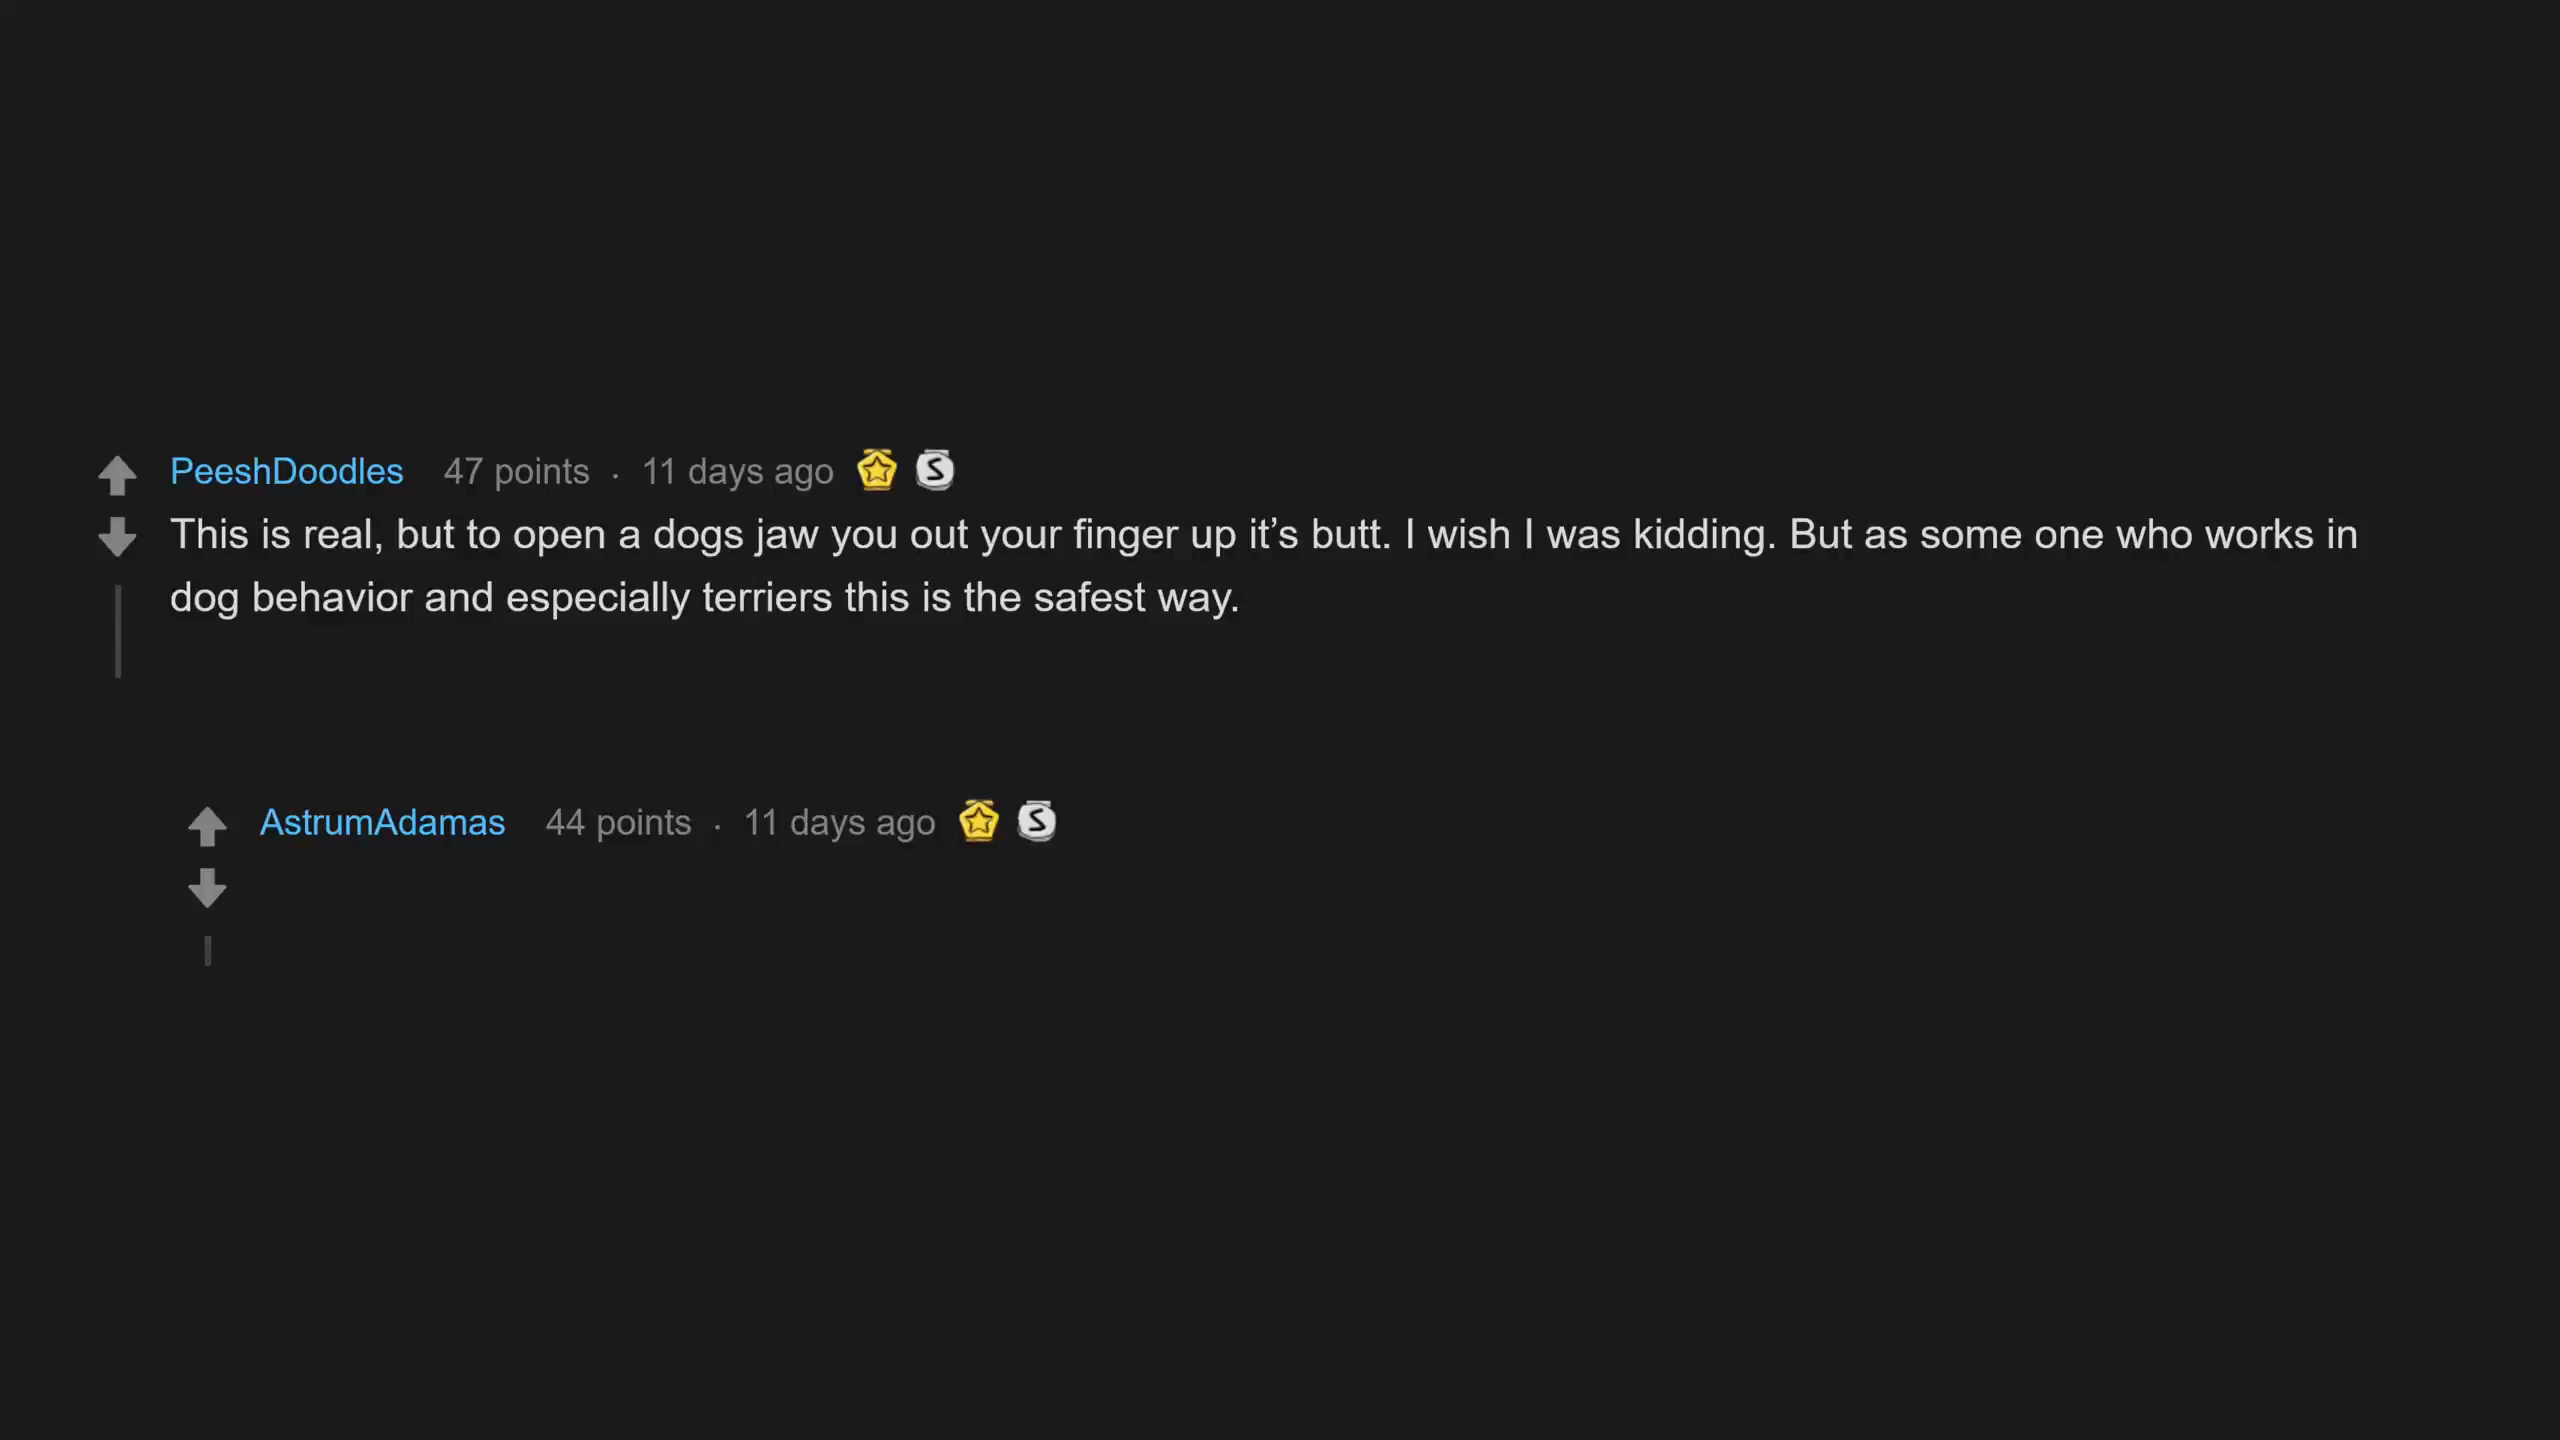 PeeshDoodles 47 points · 11 days ago
This is real, but to open a dogs jaw you out your finger up it’s butt. I wish I was kidding. But as some one who works in
dog behavior and especially terriers this is the safest way.
AstrumAdamas 44 points · 11 days ago